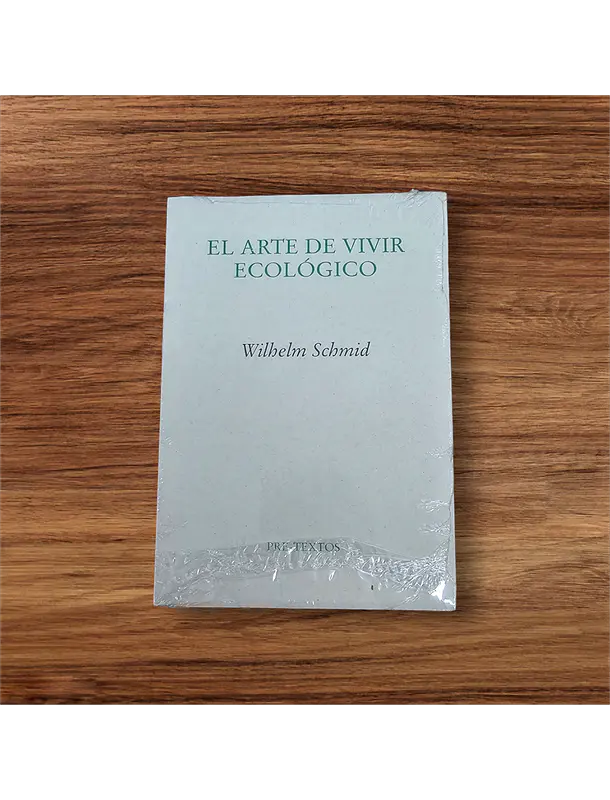 EL ARTE DE VIVIR
ECOLÓGICO
Wilhelm Schmid
PRE-TEXTOS